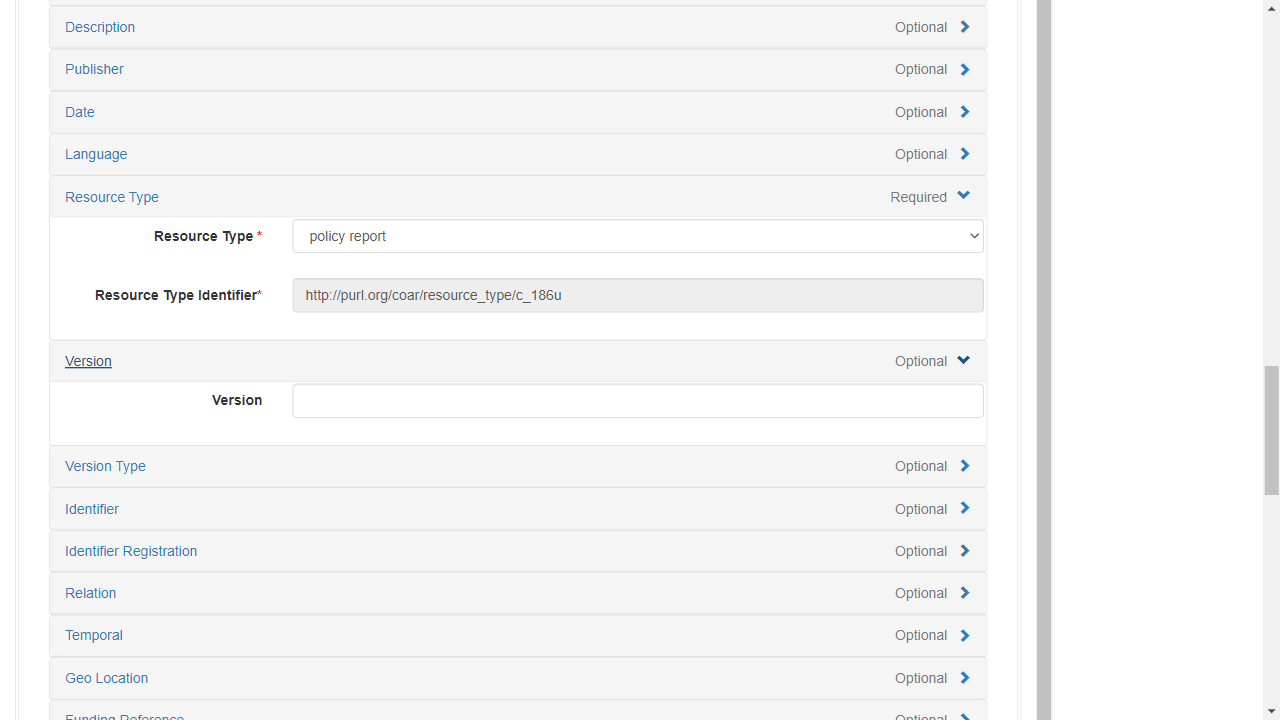 Description Optional
Publisher Optional
Date Optional
Language Optional
Resource Type Required
Resource Type * policy report
Resource Type Identifier* http://purl.org/coar/resource_type/c_186u
Version Optional
Version
Version Type Optional
Identifier Optional
Identifier Registration Optional
Relation Optional
Temporal Optional
Geo Location Optional
Funding Reference Optional